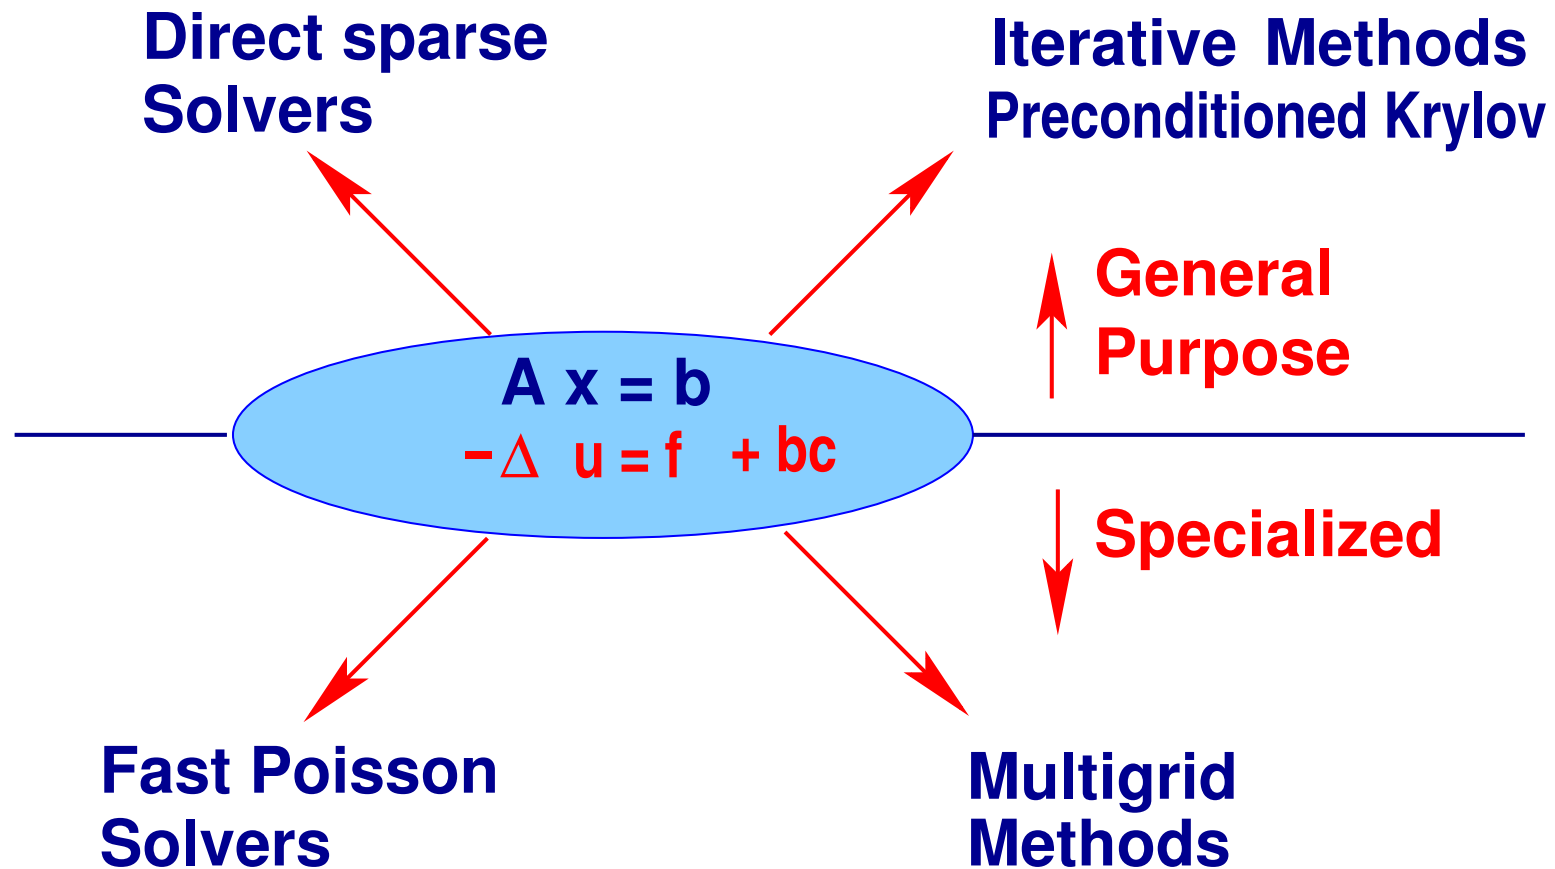 Direct sparse
Solvers
Iterative Methods
Preconditioned Krylov
General
Purpose
A x = b
−Δ u = f + bc
Specialized
Fast Poisson
Solvers
Multigrid
Methods